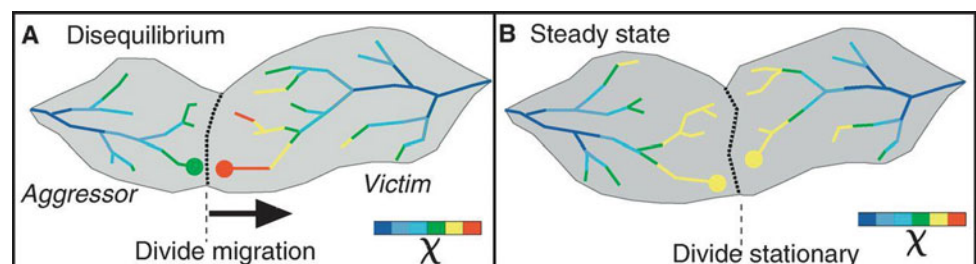 A Disequilibrium
Aggressor
Victim
Divide migration
χ
B Steady state
Divide stationary
χ